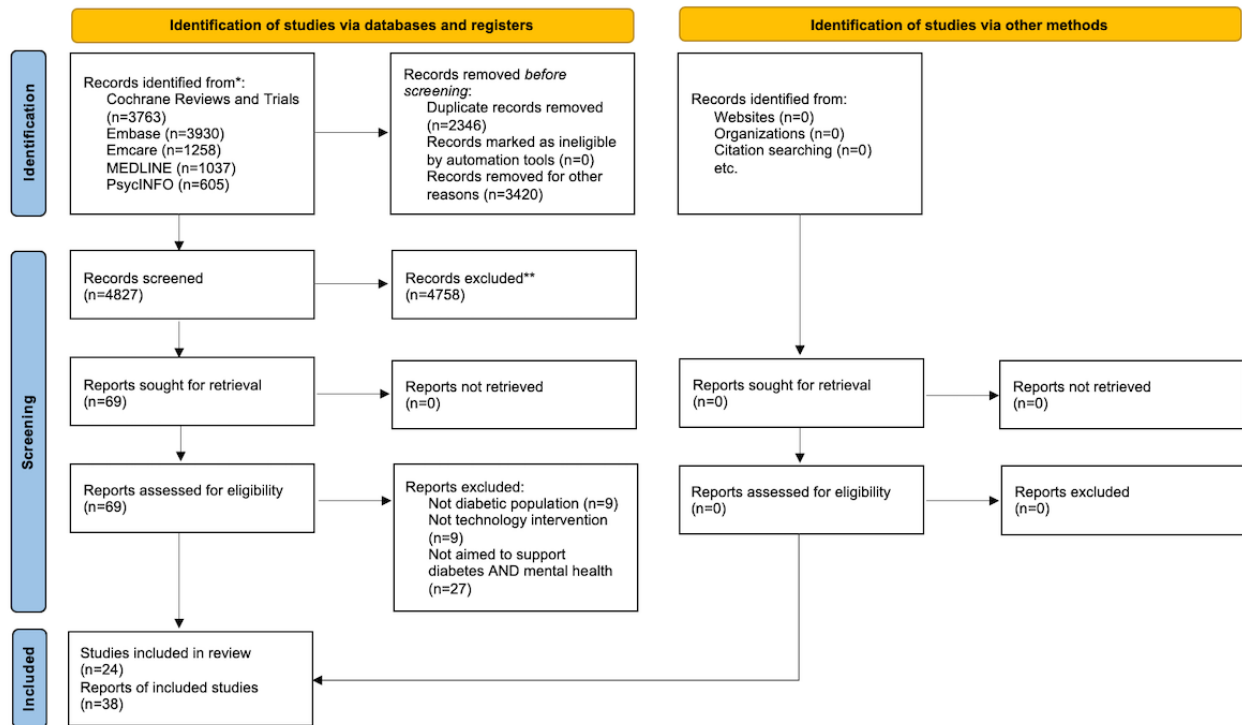 Identification of studies via databases and registers
Identification of studies via other methods
Identification
Records identified from*:
Cochrane Reviews and Trials
(n=3763)
Embase (n=3930)
Emcare (n=1258)
MEDLINE (n=1037)
PsycINFO (n=605)
Records removed before
screening:
Duplicate records removed
(n=2346)
Records marked as ineligible
by automation tools (n=0)
Records removed for other
reasons (n=3420)
Records identified from:
Websites (n=0)
Organizations (n=0)
Citation searching (n=0)
etc.
Screening
Records screened
(n=4827)
Records excluded**
(n=4758)
Reports sought for retrieval
(n=69)
Reports not retrieved
(n=0)
Reports sought for retrieval
(n=0)
Reports not retrieved
(n=0)
Reports assessed for eligibility
(n=69)
Reports excluded:
Not diabetic population (n=9)
Not technology intervention
(n=9)
Not aimed to support
diabetes AND mental health
(n=27)
Reports assessed for eligibility
(n=0)
Reports excluded
(n=0)
Included
Studies included in review
(n=24)
Reports of included studies
(n=38)